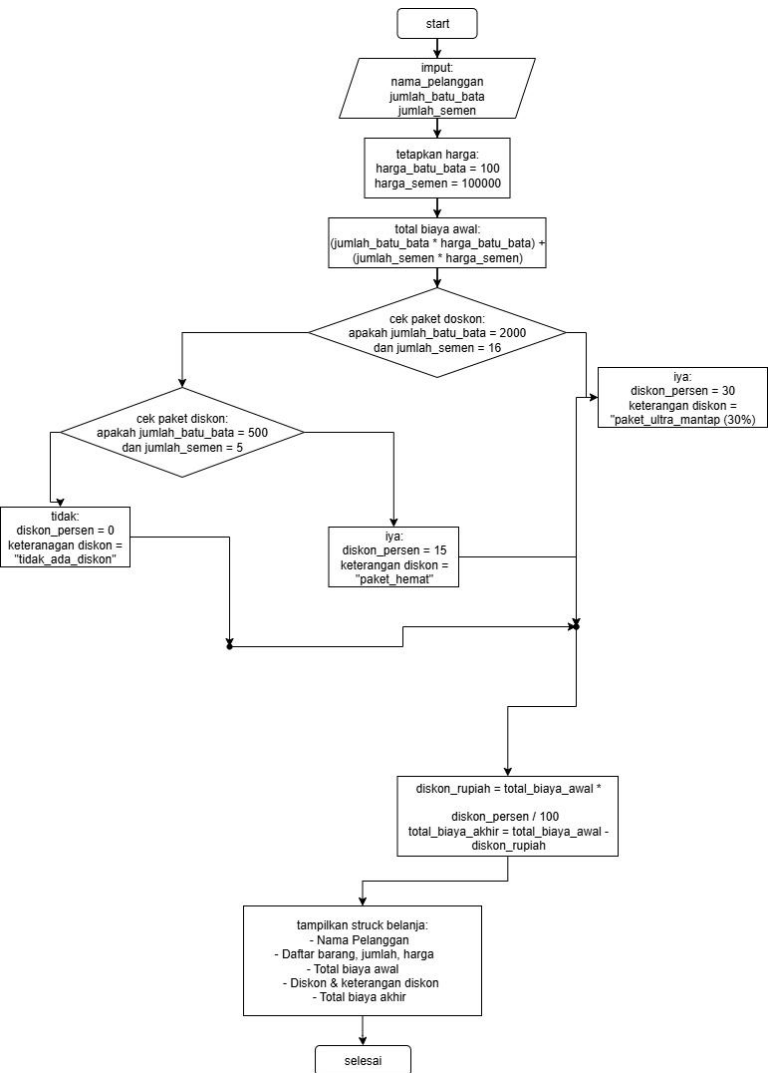 start
imput:
nama_pelanggan
jumlah_batu_bata
jumlah_semen
tetapkan harga:
harga_batu_bata = 100
harga_semen = 100000
total biaya awal:
(jumlah_batu_bata * harga_batu_bata) +
(jumlah_semen * harga_semen)
cek paket doskon:
apakah jumlah_batu_bata = 2000
dan jumlah_semen = 16
iya:
diskon_persen = 30
keterangan diskon =
"paket_ultra_mantap (30%)
cek paket diskon:
apakah jumlah_batu_bata = 500
dan jumlah_semen = 5
tidak:
diskon_persen = 0
keteranagan diskon =
"tidak_ada_diskon"
iya:
diskon_persen = 15
keterangan diskon =
"paket_hemat"
diskon_rupiah = total_biaya_awal *
diskon_persen / 100
total_biaya_akhir = total_biaya_awal -
diskon_rupiah
tampilkan struck belanja:
- Nama Pelanggan
- Daftar barang, jumlah, harga
- Total biaya awal
- Diskon & keterangan diskon
- Total biaya akhir
selesai